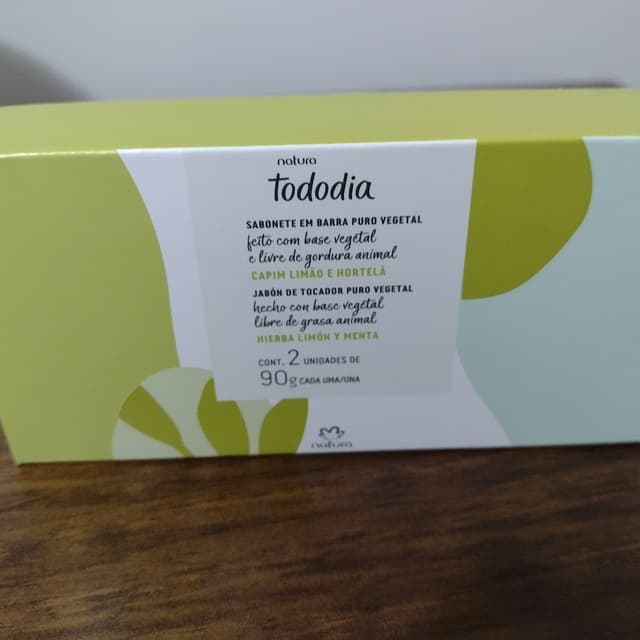 natura
tododia
SABONETE EM BARRA PURO VEGETAL
feito com base vegetal
e livre de gordura animal
CAPIM LIMÃO E HORTELÃ
JABÓN DE TOCADOR PURO VEGETAL
hecho con base vegetal
libre de grasa animal
HIERBA LIMÓN Y MENTA
CONT. 2 UNIDADES DE
90g CADA UMA/UNA
natura